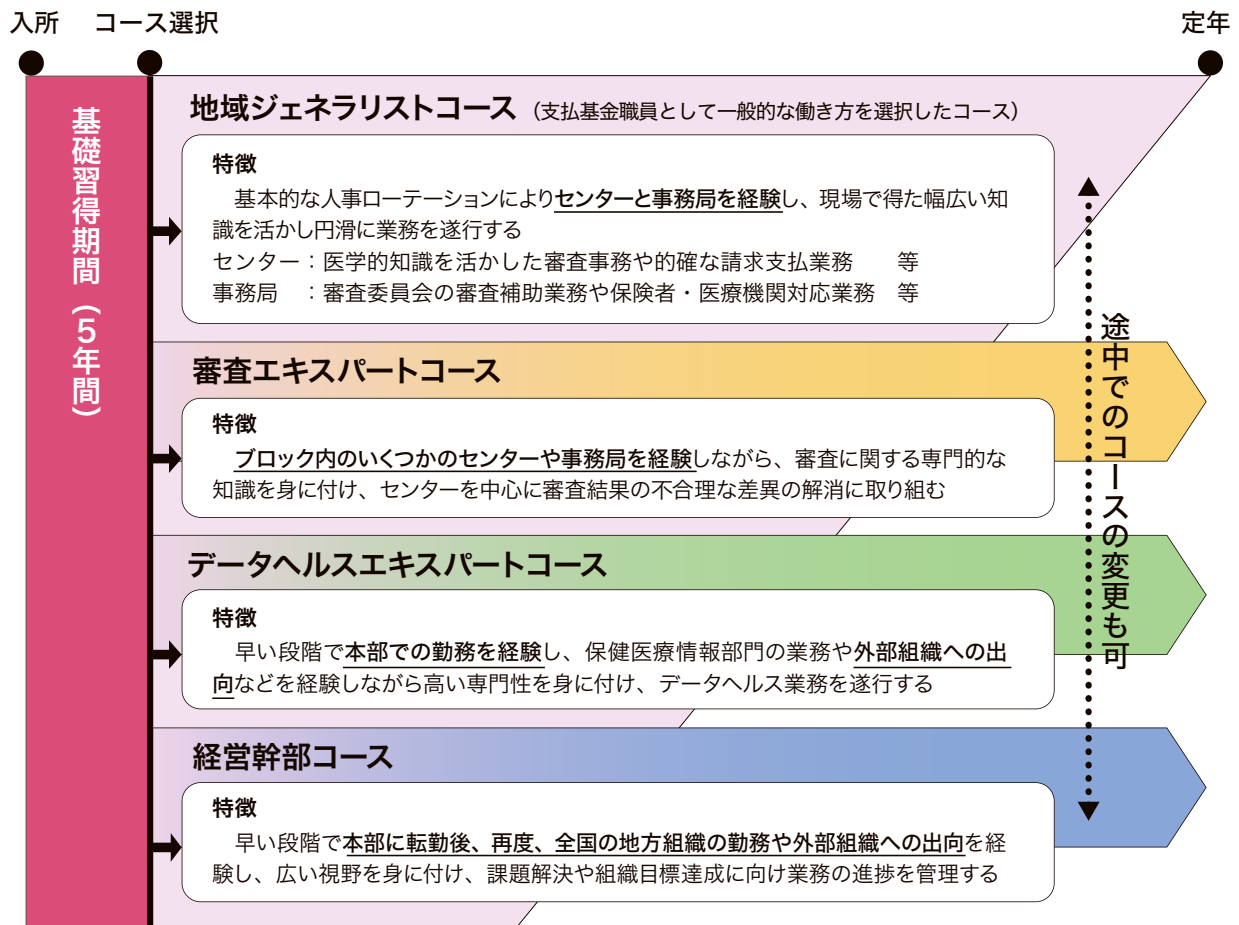 入所　コース選択
定年
基礎習得期間（5年間）
地域ジェネラリストコース（支払基金職員として一般的な働き方を選択したコース）
特徴
　基本的な人事ローテーションによりセンターと事務局を経験し、現場で得た幅広い知
識を活かし円滑に業務を遂行する
センター：医学的知識を活かした審査事務や的確な請求支払業務　　等
事務局　：審査委員会の審査補助業務や保険者・医療機関対応業務　等
審査エキスパートコース
特徴
　ブロック内のいくつかのセンターや事務局を経験しながら、審査に関する専門的な
知識を身に付け、センターを中心に審査結果の不合理な差異の解消に取り組む
データヘルスエキスパートコース
特徴
　早い段階で本部での勤務を経験し、保健医療情報部門の業務や外部組織への出
向などを経験しながら高い専門性を身に付け、データヘルス業務を遂行する
経営幹部コース
特徴
　早い段階で本部に転勤後、再度、全国の地方組織の勤務や外部組織への出向を経
験し、広い視野を身に付け、課題解決や組織目標達成に向け業務の進捗を管理する
途中でのコースの変更も可